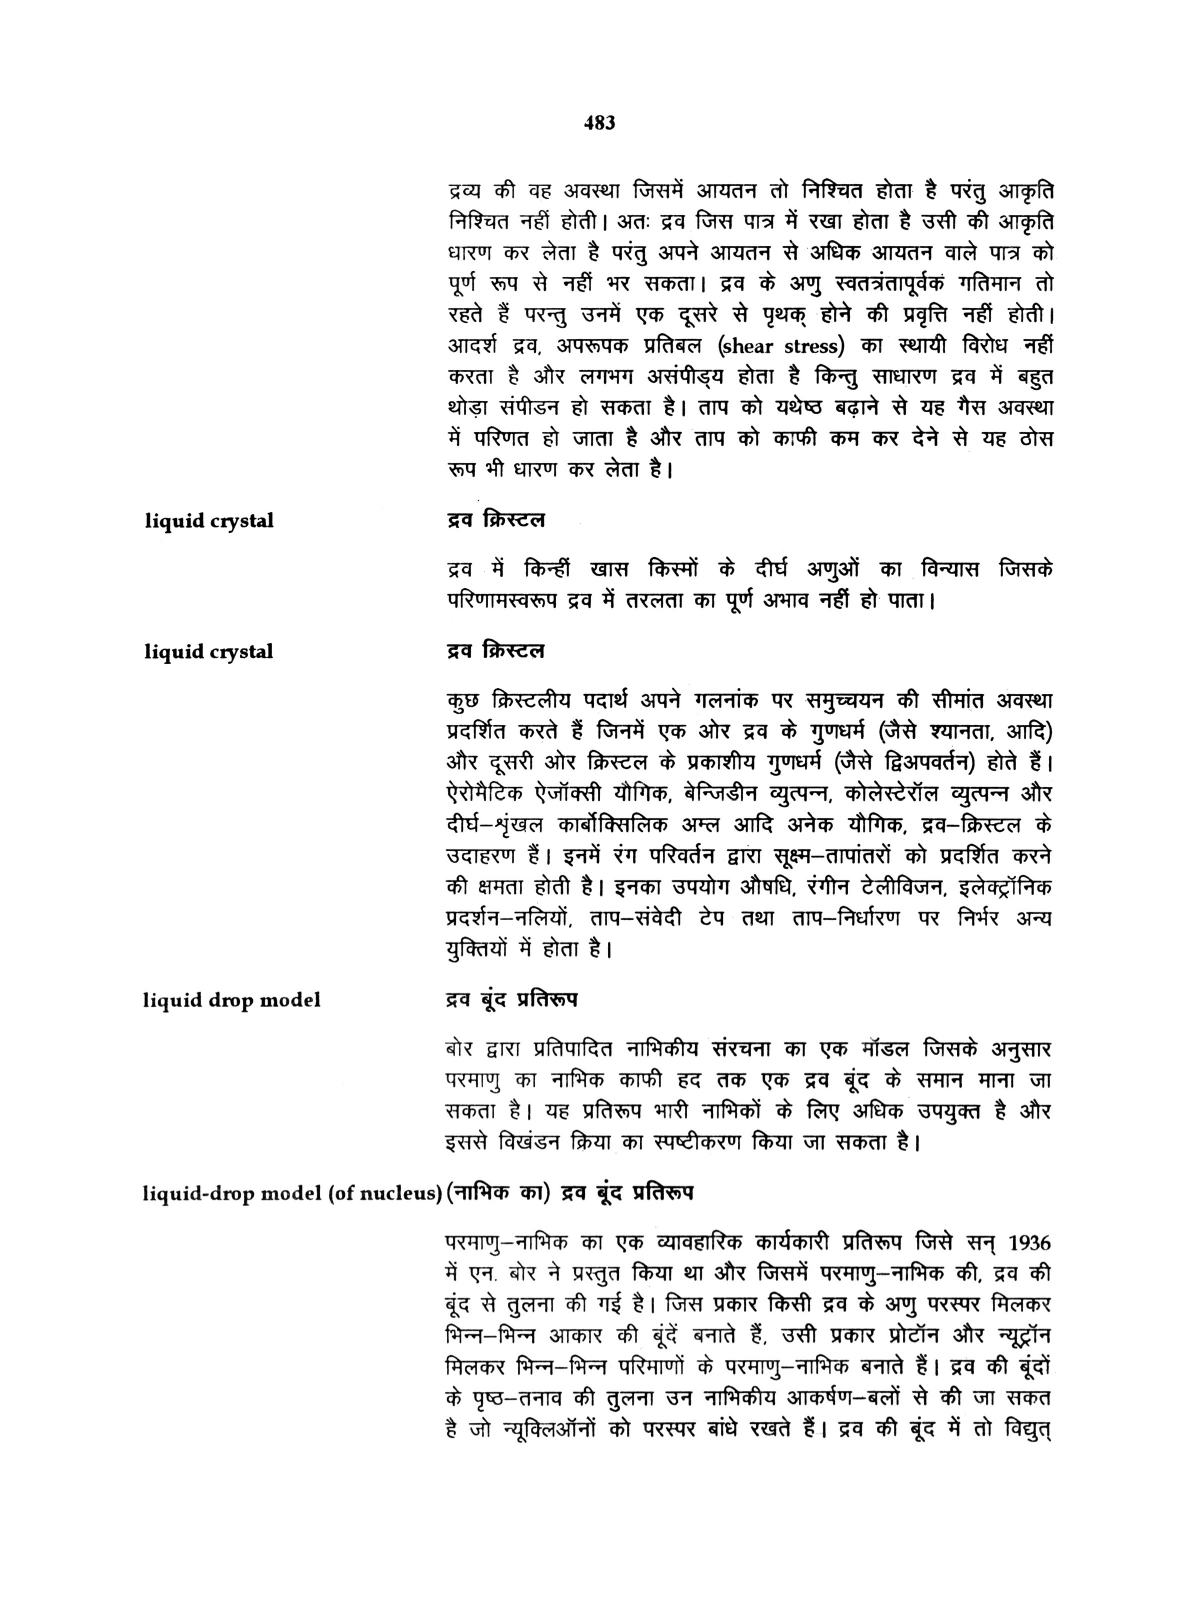 483
द्रव्य की वह अवस्था जिसमें आयतन तो निश्चित होता है परंतु आकृति
निश्चित नहीं होती। अतः द्रव जिस पात्र में रखा होता है उसी की आकृति
धारण कर लेता है परंतु अपने आयतन से अधिक आयतन वाले पात्र को
पूर्ण रूप से नहीं भर सकता। द्रव के अणु स्वतत्रंतापूर्वक गतिमान तो
रहते हैं परन्तु उनमें एक दूसरे से पृथक् होने की प्रवृत्ति नहीं होती।
आदर्श द्रव, अपरूपक प्रतिबल (shear stress) का स्थायी विरोध नहीं
करता है और लगभग असंपीड्य होता है किन्तु साधारण द्रव में बहुत
थोड़ा संपीडन हो सकता है। ताप को यथेष्ठ बढ़ाने से यह गैस अवस्था
में परिणत हो जाता है और ताप को काफी कम कर देने से यह ठोस
रूप भी धारण कर लेता है।
liquid crystal द्रव क्रिस्टल
द्रव में किन्हीं खास किस्मों के दीर्घ अणुओं का विन्यास जिसके
परिणामस्वरूप द्रव में तरलता का पूर्ण अभाव नहीं हो पाता।
liquid crystal द्रव क्रिस्टल
कुछ क्रिस्टलीय पदार्थ अपने गलनांक पर समुच्चयन की सीमांत अवस्था
प्रदर्शित करते हैं जिनमें एक ओर द्रव के गुणधर्म (जैसे श्यानता, आदि)
और दूसरी ओर क्रिस्टल के प्रकाशीय गुणधर्म (जैसे द्विअपवर्तन) होते हैं।
ऐरोमैटिक ऐजॉक्सी यौगिक, बेन्जिडीन व्युत्पन्न, कोलेस्टेरॉल व्युत्पन्न और
दीर्घ–शृंखल कार्बोक्सिलिक अम्ल आदि अनेक यौगिक, द्रव–क्रिस्टल के
उदाहरण हैं। इनमें रंग परिवर्तन द्वारा सूक्ष्म–तापांतरों को प्रदर्शित करने
की क्षमता होती है। इनका उपयोग औषधि, रंगीन टेलीविजन, इलेक्ट्रॉनिक
प्रदर्शन–नलियों, ताप–संवेदी टेप तथा ताप–निर्धारण पर निर्भर अन्य
युक्तियों में होता है।
liquid drop model द्रव बूंद प्रतिरूप
बोर द्वारा प्रतिपादित नाभिकीय संरचना का एक मॉडल जिसके अनुसार
परमाणु का नाभिक काफी हद तक एक द्रव बूंद के समान माना जा
सकता है। यह प्रतिरूप भारी नाभिकों के लिए अधिक उपयुक्त है और
इससे विखंडन क्रिया का स्पष्टीकरण किया जा सकता है।
liquid-drop model (of nucleus) (नाभिक का) द्रव बूंद प्रतिरूप
परमाणु–नाभिक का एक व्यावहारिक कार्यकारी प्रतिरूप जिसे सन् 1936
में एन. बोर ने प्रस्तुत किया था और जिसमें परमाणु–नाभिक की, द्रव की
बूंद से तुलना की गई है। जिस प्रकार किसी द्रव के अणु परस्पर मिलकर
भिन्न–भिन्न आकार की बूंदें बनाते हैं, उसी प्रकार प्रोटॉन और न्यूट्रॉन
मिलकर भिन्न–भिन्न परिमाणों के परमाणु–नाभिक बनाते हैं। द्रव की बूंदों
के पृष्ठ–तनाव की तुलना उन नाभिकीय आकर्षण–बलों से की जा सकत
है जो न्यूक्लिऑनों को परस्पर बांधे रखते हैं। द्रव की बूंद में तो विद्युत्